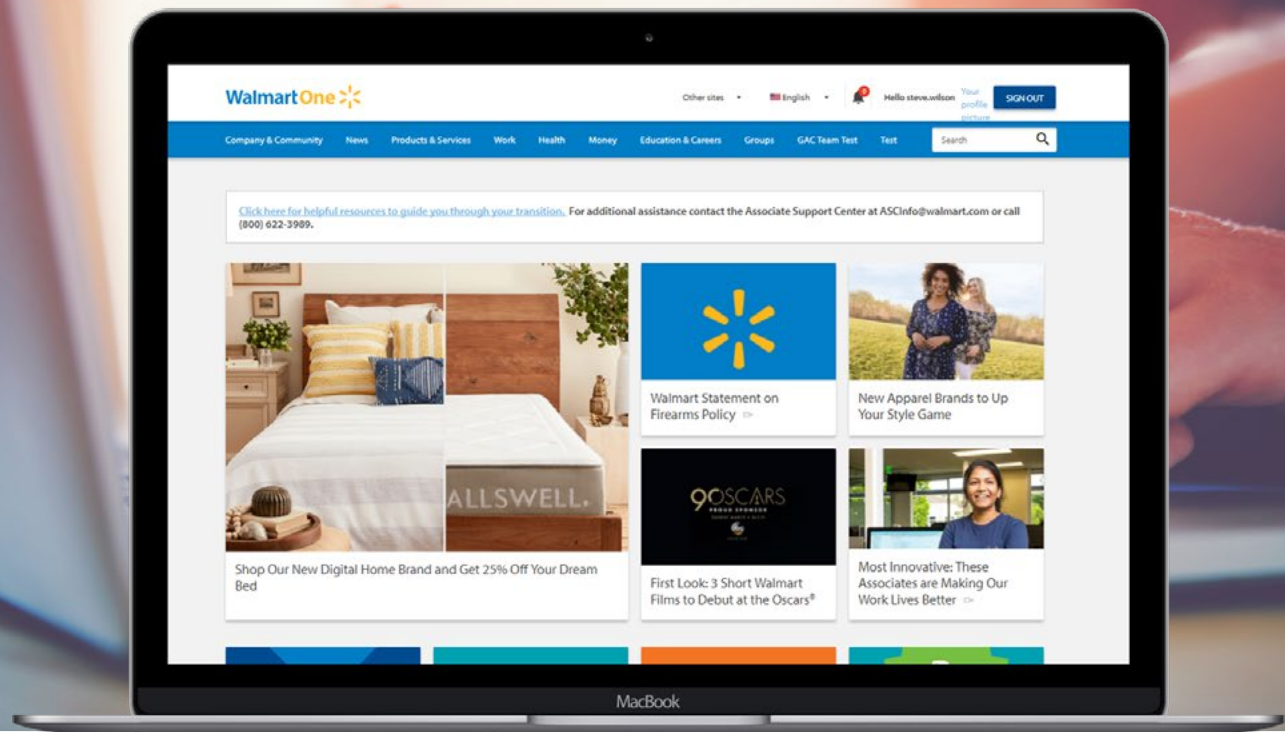 WalmartOne
Other sites
English
Hello steve.wilson
Your
profile
picture
SIGN OUT
Company & Community
News
Products & Services
Work
Health
Money
Education & Careers
Groups
GAC Team Test
Test
Search
Click here for helpful resources to guide you through your transition. For additional assistance contact the Associate Support Center at ASCInfo@walmart.com or call
(800) 622-3989.
ALLSWELL.
Shop Our New Digital Home Brand and Get 25% Off Your Dream
Bed
Walmart Statement on
Firearms Policy
New Apparel Brands to Up
Your Style Game
90SCARS
PROUD SPONSOR
First Look: 3 Short Walmart
Films to Debut at the Oscars®
Most Innovative: These
Associates are Making Our
Work Lives Better
MacBook